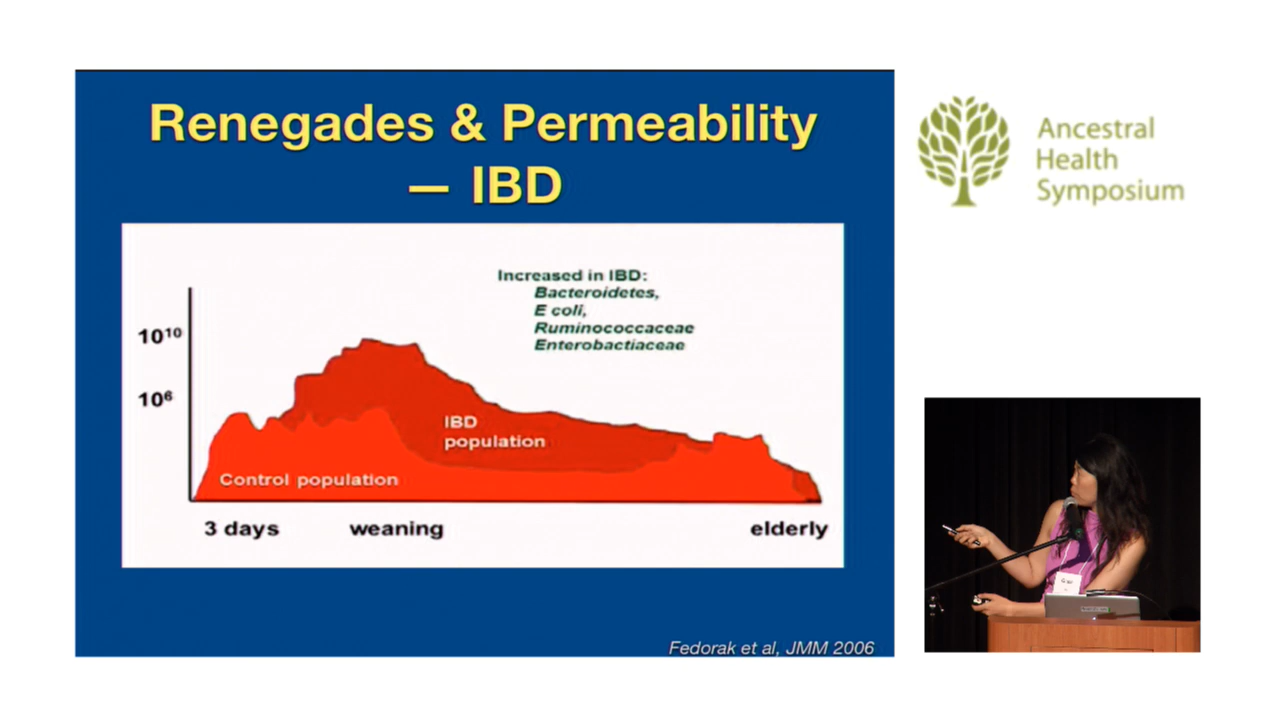 Renegades & Permeability
— IBD
Increased in IBD:
Bacteroidetes,
E coli,
Ruminococcaceae
Enterobactiaceae
10¹⁰
10⁶
IBD
population
Control population
3 days
weaning
elderly
Fedorak et al, JMM 2006
Ancestral
Health
Symposium